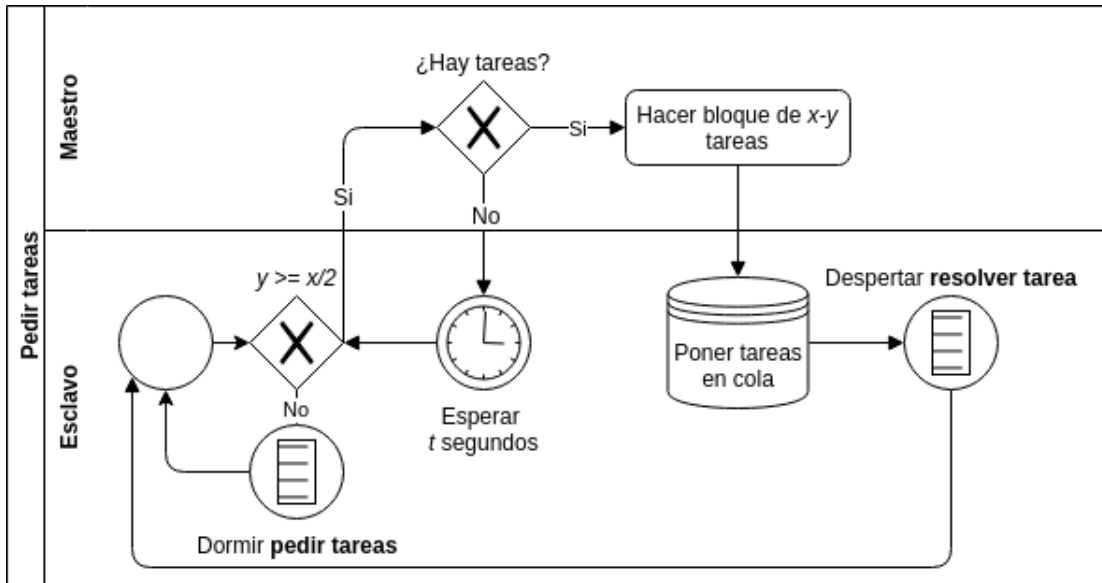 Pedir tareas
Maestro
¿Hay tareas?
Si
Hacer bloque de x-y
tareas
Si
No
Esclavo
y >= x/2
Despertar resolver tarea
Poner tareas
en cola
No
Esperar
t segundos
Dormir pedir tareas